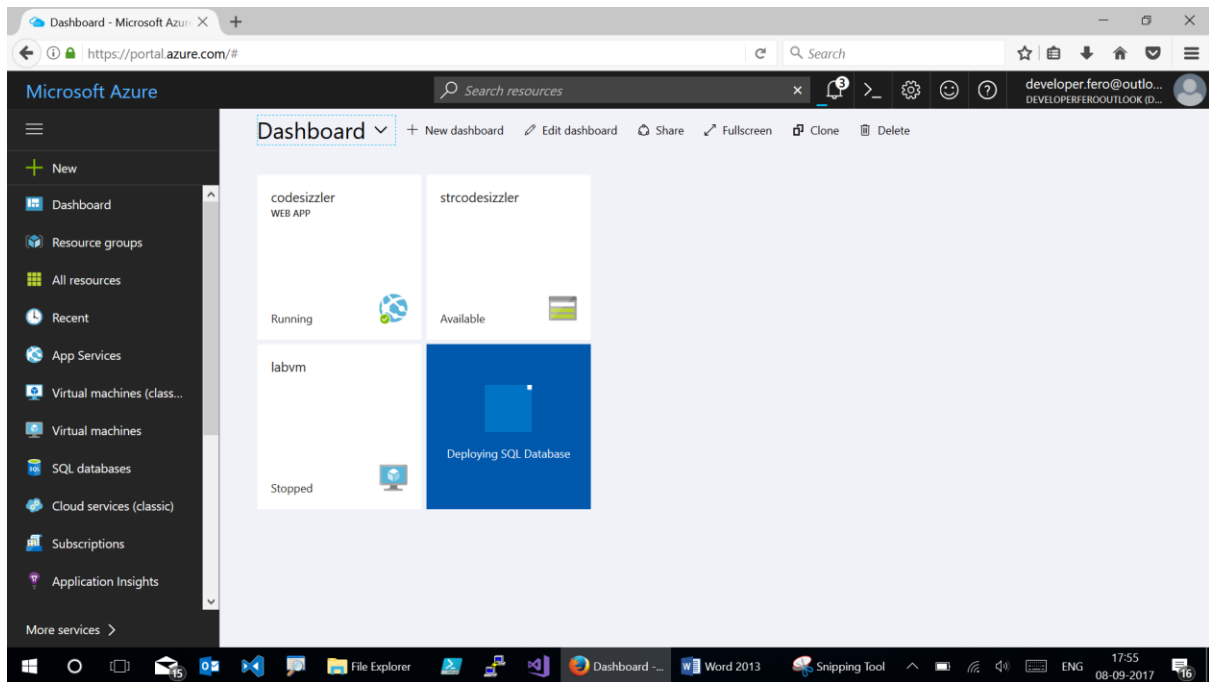 Dashboard - Microsoft Azur
https://portal.azure.com/#
Search
Microsoft Azure
Search resources
3
developer.fero@outlo...
DEVELOPERFEROOUTLOOK (D...
Dashboard
New dashboard
Edit dashboard
Share
Fullscreen
Clone
Delete
New
Dashboard
Resource groups
All resources
Recent
App Services
Virtual machines (class...
Virtual machines
SQL databases
Cloud services (classic)
Subscriptions
Application Insights
More services
codesizzler
WEB APP
Running
strcodesizzler
Available
labvm
Stopped
Deploying SQL Database
15
File Explorer
Dashboard -...
Word 2013
Snipping Tool
ENG
17:55
08-09-2017
16